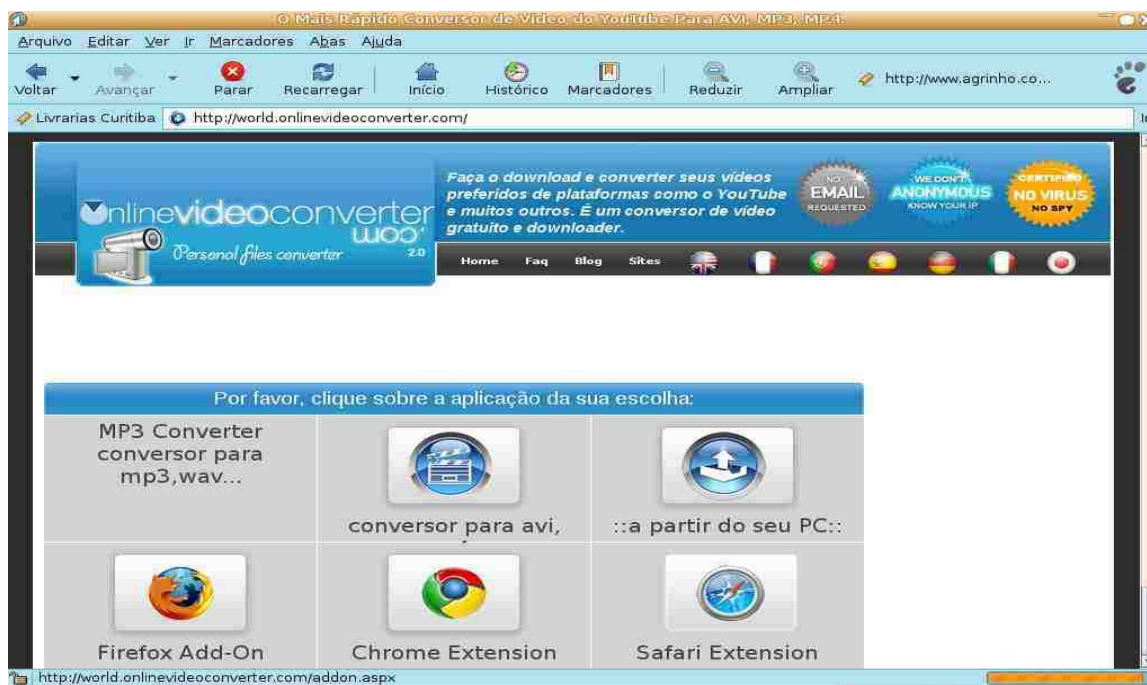 O Mais Rápido Conversor de Vídeo do YouTube Para AVI, MP3, MP4.
Arquivo Editar Ver Ir Marcadores Abas Ajuda
Voltar Avançar Parar Recarregar Início Histórico Marcadores Reduzir Ampliar http://www.agrinho.co...
Livrarias Curitiba http://world.onlinevideoconverter.com/
Onlinevideoconverter
.com
Personal files converter 2.0
Faça o download e converter seus vídeos
preferidos de plataformas como o YouTube
e muitos outros. É um conversor de vídeo
gratuito e downloader.
NO
EMAIL
REQUESTED
WE DON'T
ANONYMOUS
KNOW YOUR IP
CERTIFIED
NO VIRUS
NO SPY
Home Faq Blog Sites
Por favor, clique sobre a aplicação da sua escolha:
MP3 Converter
conversor para
mp3,wav...
conversor para avi,
::a partir do seu PC::
Firefox Add-On
Chrome Extension
Safari Extension
http://world.onlinevideoconverter.com/addon.aspx